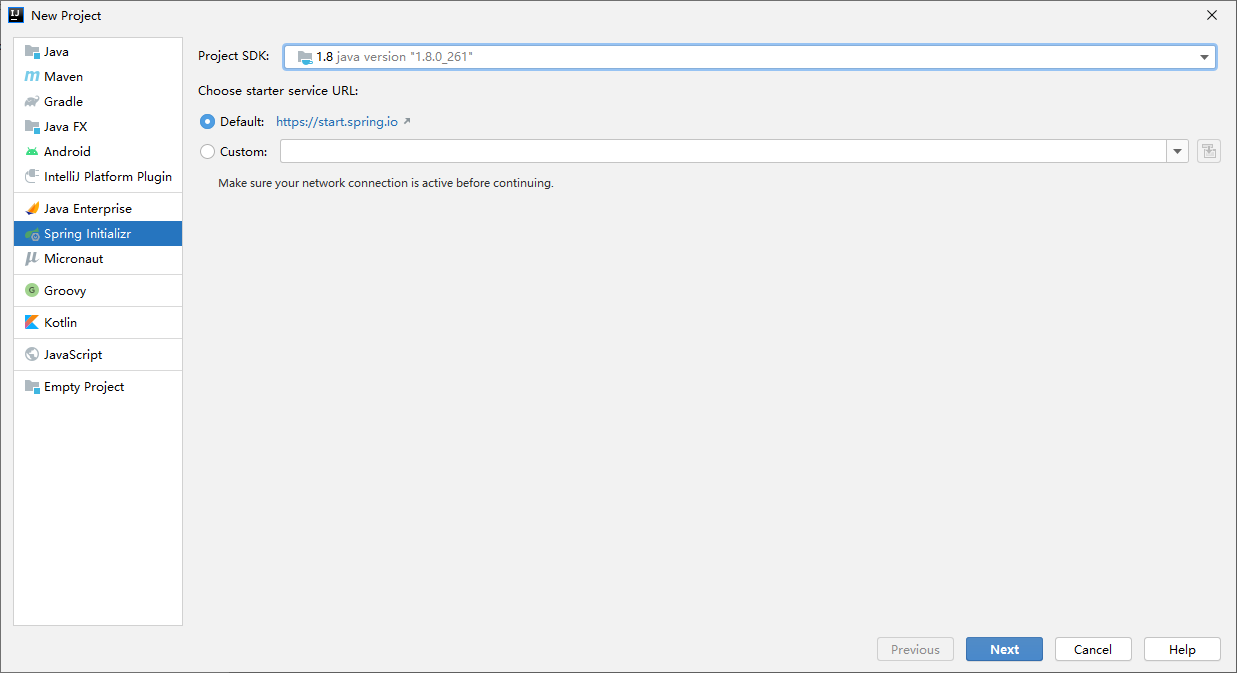 New Project
Java
Maven
Gradle
Java FX
Android
IntelliJ Platform Plugin
Java Enterprise
Spring Initializr
Micronaut
Groovy
Kotlin
JavaScript
Empty Project
Project SDK: 1.8 java version "1.8.0_261"
Choose starter service URL:
Default: https://start.spring.io
Custom:
Make sure your network connection is active before continuing.
Previous Next Cancel Help